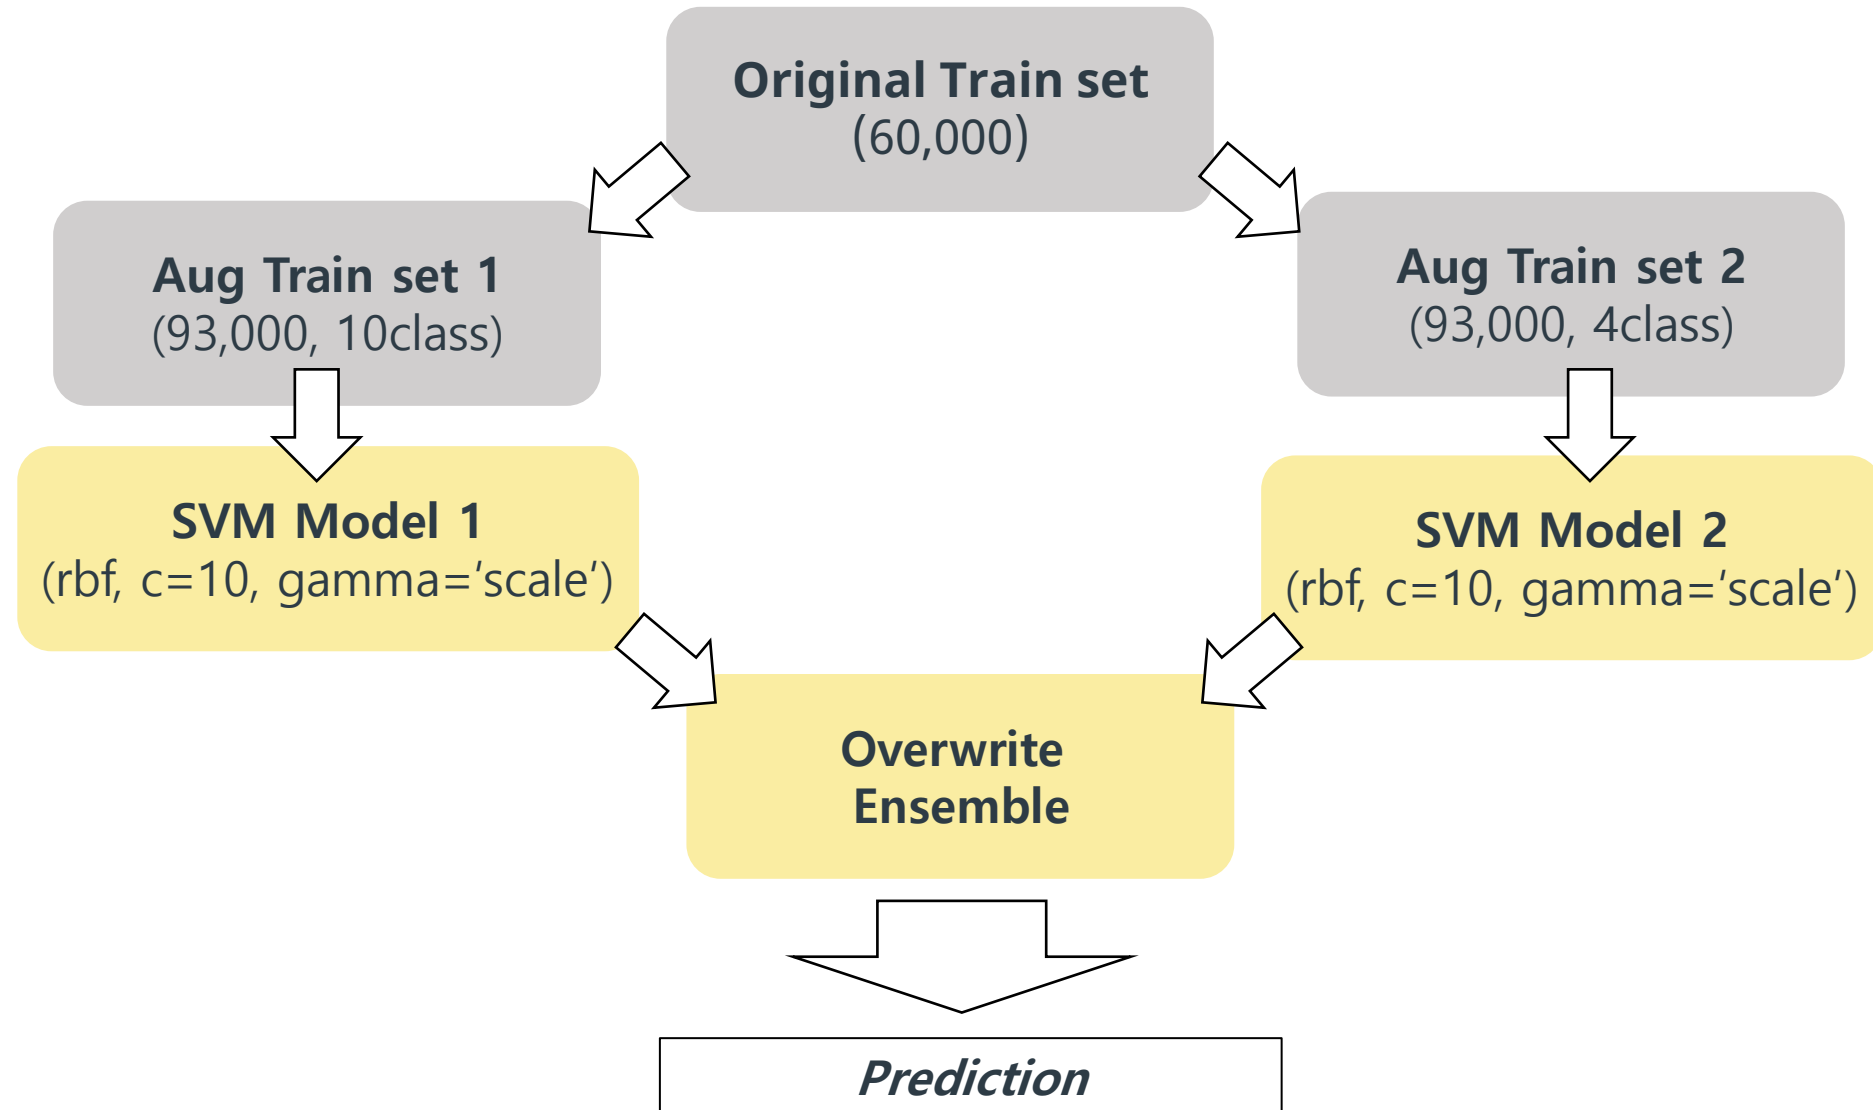 Original Train set
(60,000)
Aug Train set 1
(93,000, 10class)
Aug Train set 2
(93,000, 4class)
SVM Model 1
(rbf, c=10, gamma=‘scale‘)
SVM Model 2
(rbf, c=10, gamma=‘scale‘)
Overwrite
Ensemble
Prediction